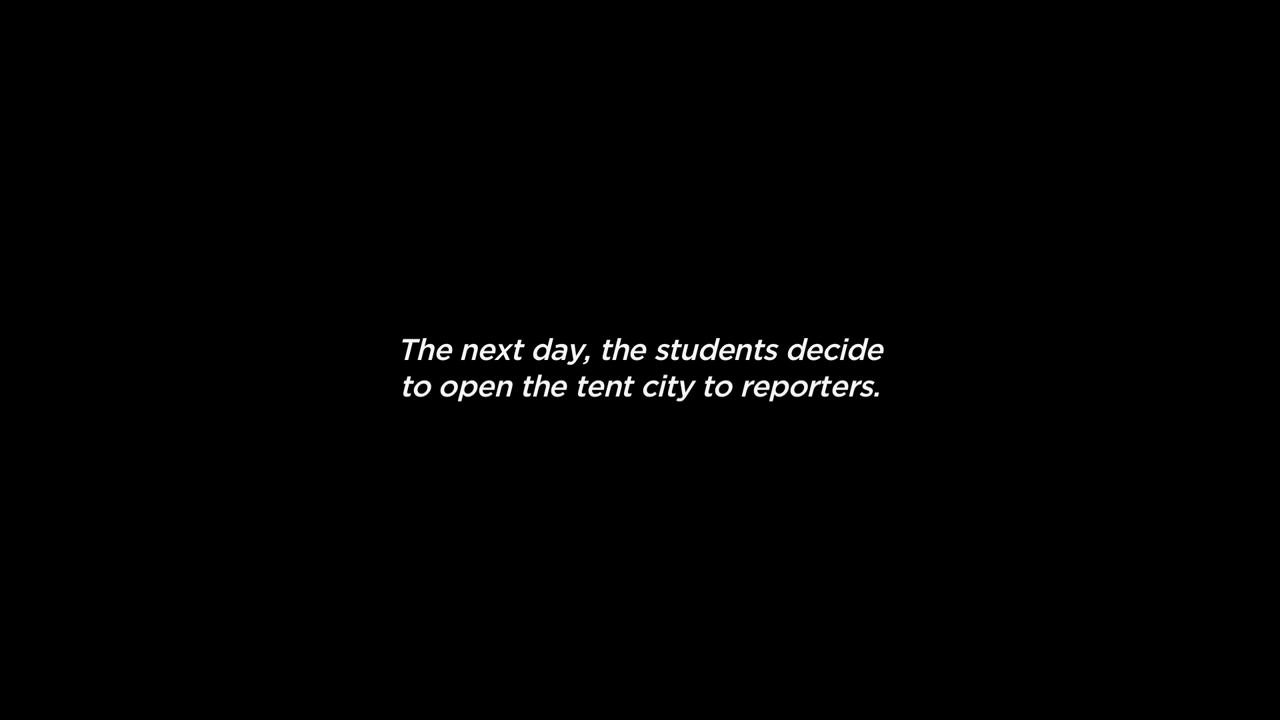 The next day, the students decide
to open the tent city to reporters.